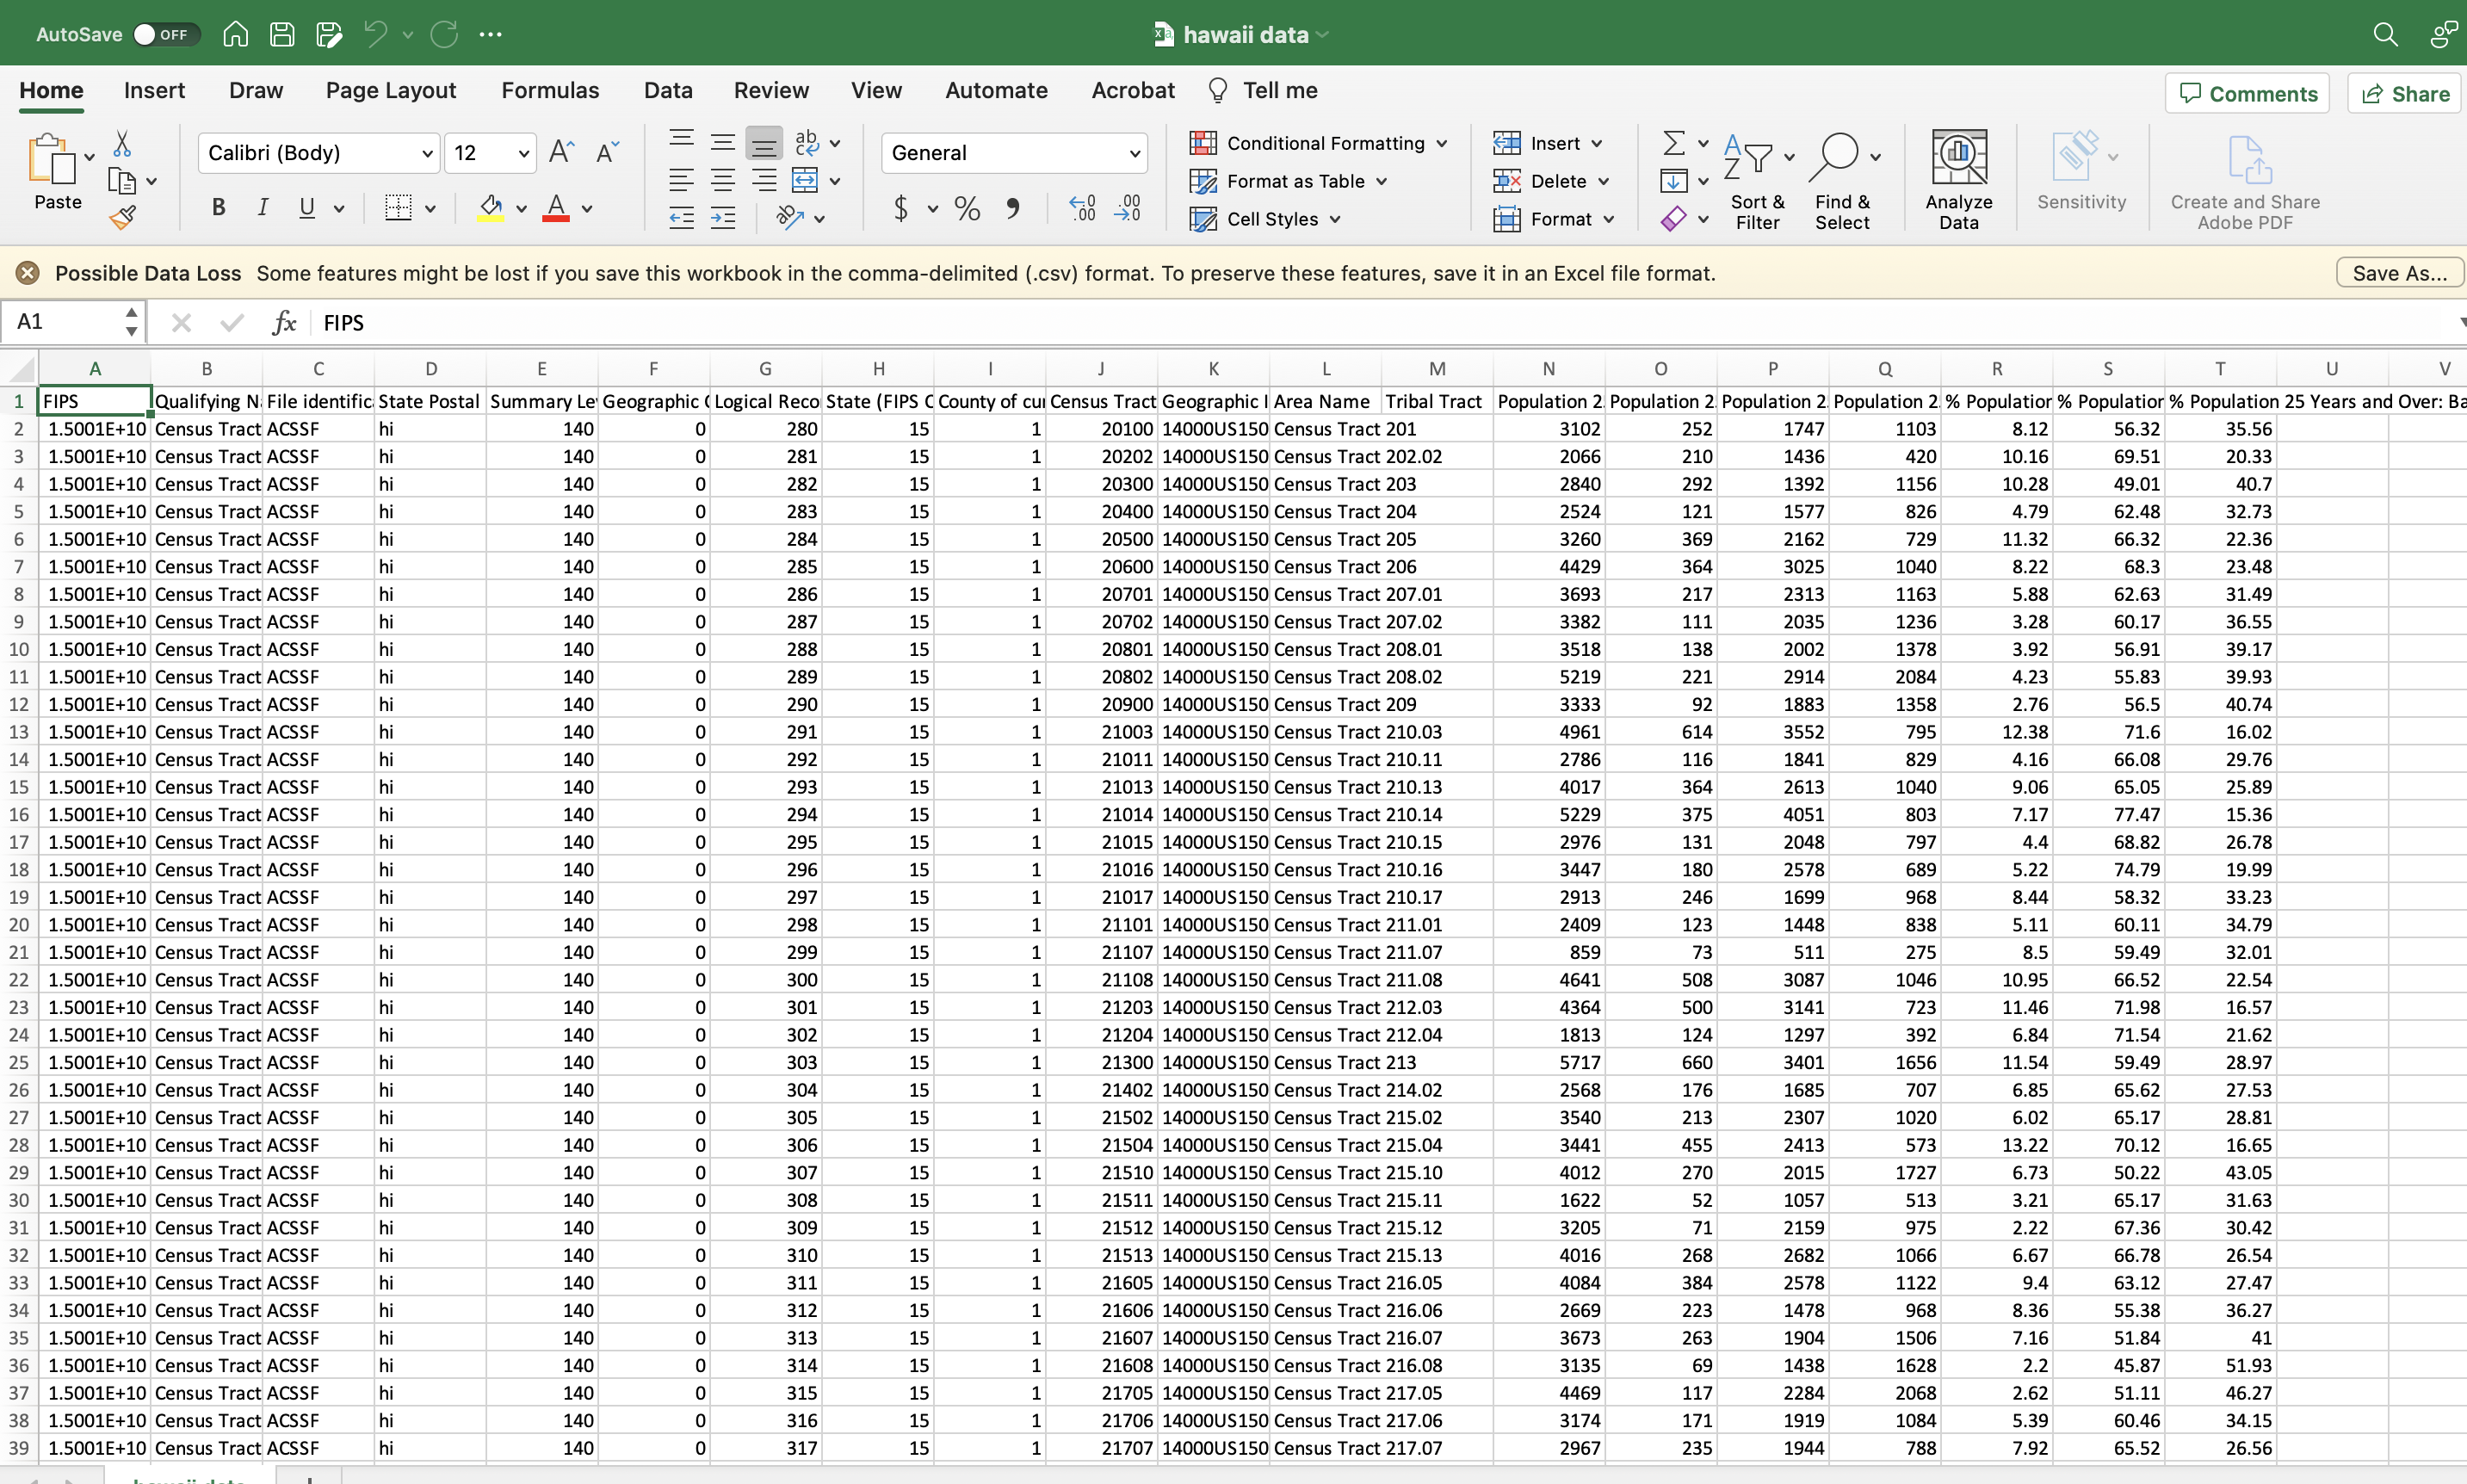 AutoSave OFF hawaii data
Home Insert Draw Page Layout Formulas Data Review View Automate Acrobat Tell me Comments Share
Paste Calibri (Body) 12 General Conditional Formatting Format as Table Cell Styles Insert Delete Format Sort & Filter Find & Select Analyze Data Sensitivity Create and Share Adobe PDF
Possible Data Loss Some features might be lost if you save this workbook in the comma-delimited (.csv) format. To preserve these features, save it in an Excel file format. Save As...
A1 fx FIPS
A B C D E F G H I J K L M N O P Q R S T U V
1 FIPS Qualifying N File identific State Postal Summary Le Geographic Logical Reco State (FIPS C County of cu Census Tract Geographic I Area Name Tribal Tract Population 2 Population 2 Population 2 Population 2 % Population % Population % Population 25 Years and Over: Ba
2 1.5001E+10 Census Tract ACSSF hi 140 0 280 15 1 20100 14000US150 Census Tract 201 3102 252 1747 1103 8.12 56.32 35.56
3 1.5001E+10 Census Tract ACSSF hi 140 0 281 15 1 20202 14000US150 Census Tract 202.02 2066 210 1436 420 10.16 69.51 20.33
4 1.5001E+10 Census Tract ACSSF hi 140 0 282 15 1 20300 14000US150 Census Tract 203 2840 292 1392 1156 10.28 49.01 40.7
5 1.5001E+10 Census Tract ACSSF hi 140 0 283 15 1 20400 14000US150 Census Tract 204 2524 121 1577 826 4.79 62.48 32.73
6 1.5001E+10 Census Tract ACSSF hi 140 0 284 15 1 20500 14000US150 Census Tract 205 3260 369 2162 729 11.32 66.32 22.36
7 1.5001E+10 Census Tract ACSSF hi 140 0 285 15 1 20600 14000US150 Census Tract 206 4429 364 3025 1040 8.22 68.3 23.48
8 1.5001E+10 Census Tract ACSSF hi 140 0 286 15 1 20701 14000US150 Census Tract 207.01 3693 217 2313 1163 5.88 62.63 31.49
9 1.5001E+10 Census Tract ACSSF hi 140 0 287 15 1 20702 14000US150 Census Tract 207.02 3382 111 2035 1236 3.28 60.17 36.55
10 1.5001E+10 Census Tract ACSSF hi 140 0 288 15 1 20801 14000US150 Census Tract 208.01 3518 138 2002 1378 3.92 56.91 39.17
11 1.5001E+10 Census Tract ACSSF hi 140 0 289 15 1 20802 14000US150 Census Tract 208.02 5219 221 2914 2084 4.23 55.83 39.93
12 1.5001E+10 Census Tract ACSSF hi 140 0 290 15 1 20900 14000US150 Census Tract 209 3333 92 1883 1358 2.76 56.5 40.74
13 1.5001E+10 Census Tract ACSSF hi 140 0 291 15 1 21003 14000US150 Census Tract 210.03 4961 614 3552 795 12.38 71.6 16.02
14 1.5001E+10 Census Tract ACSSF hi 140 0 292 15 1 21011 14000US150 Census Tract 210.11 2786 116 1841 829 4.16 66.08 29.76
15 1.5001E+10 Census Tract ACSSF hi 140 0 293 15 1 21013 14000US150 Census Tract 210.13 4017 364 2613 1040 9.06 65.05 25.89
16 1.5001E+10 Census Tract ACSSF hi 140 0 294 15 1 21014 14000US150 Census Tract 210.14 5229 375 4051 803 7.17 77.47 15.36
17 1.5001E+10 Census Tract ACSSF hi 140 0 295 15 1 21015 14000US150 Census Tract 210.15 2976 131 2048 797 4.4 68.82 26.78
18 1.5001E+10 Census Tract ACSSF hi 140 0 296 15 1 21016 14000US150 Census Tract 210.16 3447 180 2578 689 5.22 74.79 19.99
19 1.5001E+10 Census Tract ACSSF hi 140 0 297 15 1 21017 14000US150 Census Tract 210.17 2913 246 1699 968 8.44 58.32 33.23
20 1.5001E+10 Census Tract ACSSF hi 140 0 298 15 1 21101 14000US150 Census Tract 211.01 2409 123 1448 838 5.11 60.11 34.79
21 1.5001E+10 Census Tract ACSSF hi 140 0 299 15 1 21107 14000US150 Census Tract 211.07 859 73 511 275 8.5 59.49 32.01
22 1.5001E+10 Census Tract ACSSF hi 140 0 300 15 1 21108 14000US150 Census Tract 211.08 4641 508 3087 1046 10.95 66.52 22.54
23 1.5001E+10 Census Tract ACSSF hi 140 0 301 15 1 21203 14000US150 Census Tract 212.03 4364 500 3141 723 11.46 71.98 16.57
24 1.5001E+10 Census Tract ACSSF hi 140 0 302 15 1 21204 14000US150 Census Tract 212.04 1813 124 1297 392 6.84 71.54 21.62
25 1.5001E+10 Census Tract ACSSF hi 140 0 303 15 1 21300 14000US150 Census Tract 213 5717 660 3401 1656 11.54 59.49 28.97
26 1.5001E+10 Census Tract ACSSF hi 140 0 304 15 1 21402 14000US150 Census Tract 214.02 2568 176 1685 707 6.85 65.62 27.53
27 1.5001E+10 Census Tract ACSSF hi 140 0 305 15 1 21502 14000US150 Census Tract 215.02 3540 213 2307 1020 6.02 65.17 28.81
28 1.5001E+10 Census Tract ACSSF hi 140 0 306 15 1 21504 14000US150 Census Tract 215.04 3441 455 2413 573 13.22 70.12 16.65
29 1.5001E+10 Census Tract ACSSF hi 140 0 307 15 1 21510 14000US150 Census Tract 215.10 4012 270 2015 1727 6.73 50.22 43.05
30 1.5001E+10 Census Tract ACSSF hi 140 0 308 15 1 21511 14000US150 Census Tract 215.11 1622 52 1057 513 3.21 65.17 31.63
31 1.5001E+10 Census Tract ACSSF hi 140 0 309 15 1 21512 14000US150 Census Tract 215.12 3205 71 2159 975 2.22 67.36 30.42
32 1.5001E+10 Census Tract ACSSF hi 140 0 310 15 1 21513 14000US150 Census Tract 215.13 4016 268 2682 1066 6.67 66.78 26.54
33 1.5001E+10 Census Tract ACSSF hi 140 0 311 15 1 21605 14000US150 Census Tract 216.05 4084 384 2578 1122 9.4 63.12 27.47
34 1.5001E+10 Census Tract ACSSF hi 140 0 312 15 1 21606 14000US150 Census Tract 216.06 2669 223 1478 968 8.36 55.38 36.27
35 1.5001E+10 Census Tract ACSSF hi 140 0 313 15 1 21607 14000US150 Census Tract 216.07 3673 263 1904 1506 7.16 51.84 41
36 1.5001E+10 Census Tract ACSSF hi 140 0 314 15 1 21608 14000US150 Census Tract 216.08 3135 69 1438 1628 2.2 45.87 51.93
37 1.5001E+10 Census Tract ACSSF hi 140 0 315 15 1 21705 14000US150 Census Tract 217.05 4469 117 2284 2068 2.62 51.11 46.27
38 1.5001E+10 Census Tract ACSSF hi 140 0 316 15 1 21706 14000US150 Census Tract 217.06 3174 171 1919 1084 5.39 60.46 34.15
39 1.5001E+10 Census Tract ACSSF hi 140 0 317 15 1 21707 14000US150 Census Tract 217.07 2967 235 1944 788 7.92 65.52 26.56